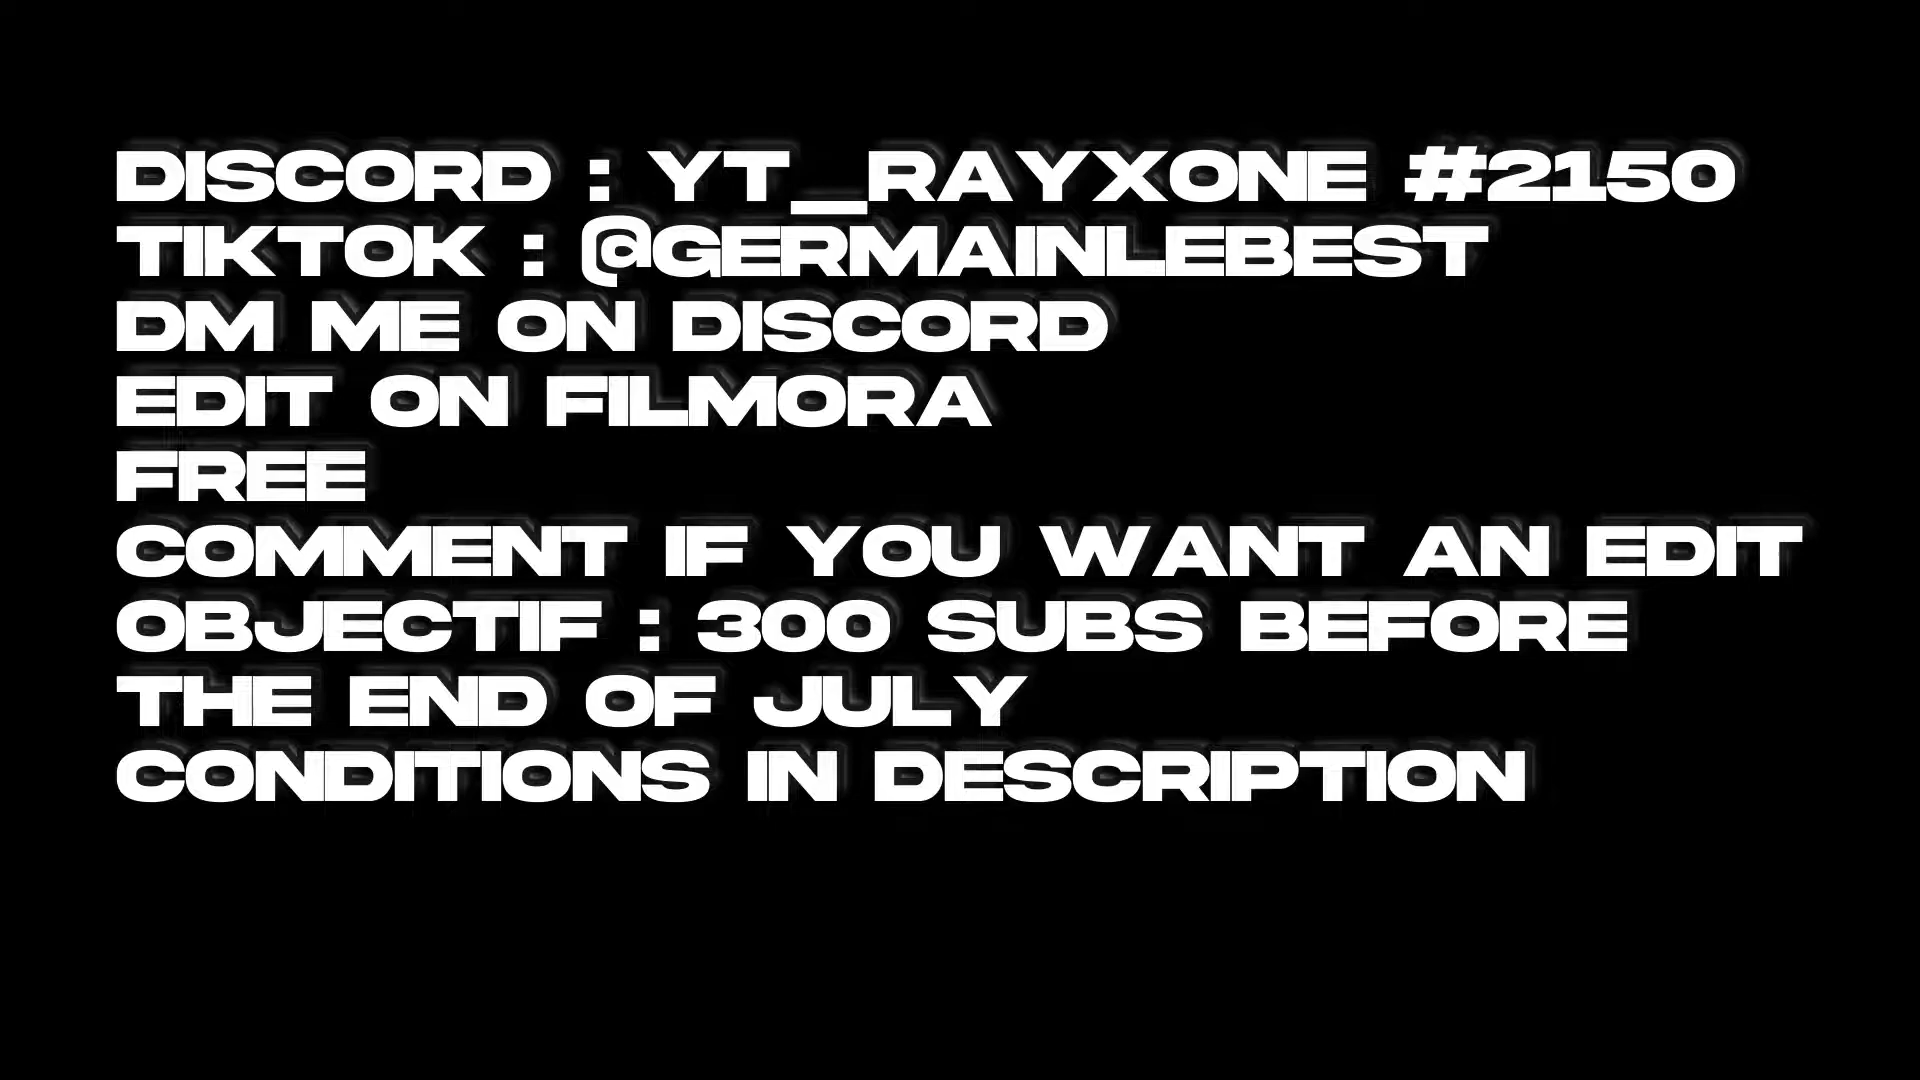 DISCORD : YT_RAYXONE #2150
TIKTOK : @GERMAINLEBEST
DM ME ON DISCORD
EDIT ON FILMORA
FREE
COMMENT IF YOU WANT AN EDIT
OBJECTIF : 300 SUBS BEFORE
THE END OF JULY
CONDITIONS IN DESCRIPTION